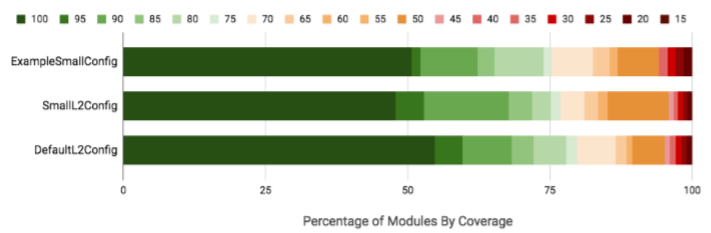 100 95 90 85 80 75 70 65 60 55 50 45 40 35 30 25 20 15
ExampleSmallConfig
SmallL2Config
DefaultL2Config
0 25 50 75 100
Percentage of Modules By Coverage